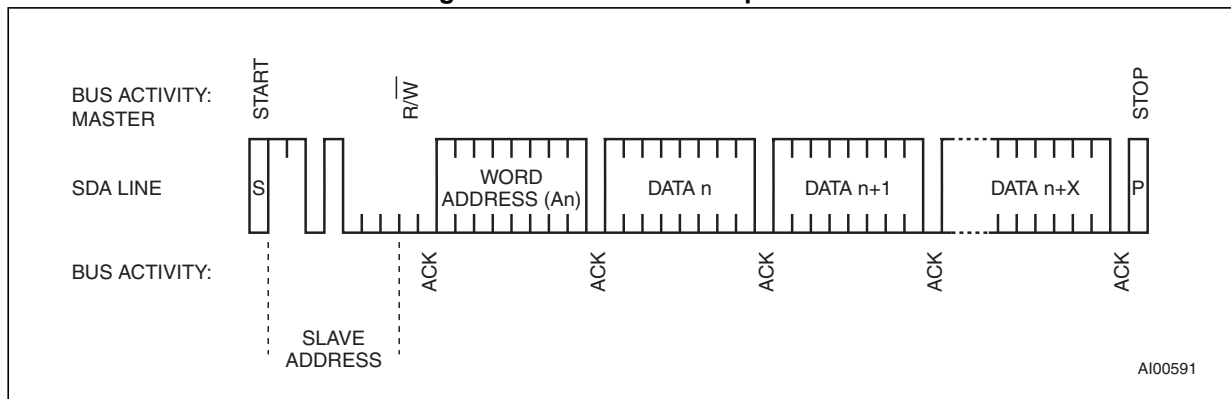 BUS ACTIVITY:
MASTER
START
R/W
STOP
SDA LINE
S
WORD
ADDRESS (An)
DATA n
DATA n+1
DATA n+X
P
BUS ACTIVITY:
ACK
ACK
ACK
ACK
ACK
SLAVE
ADDRESS
AI00591